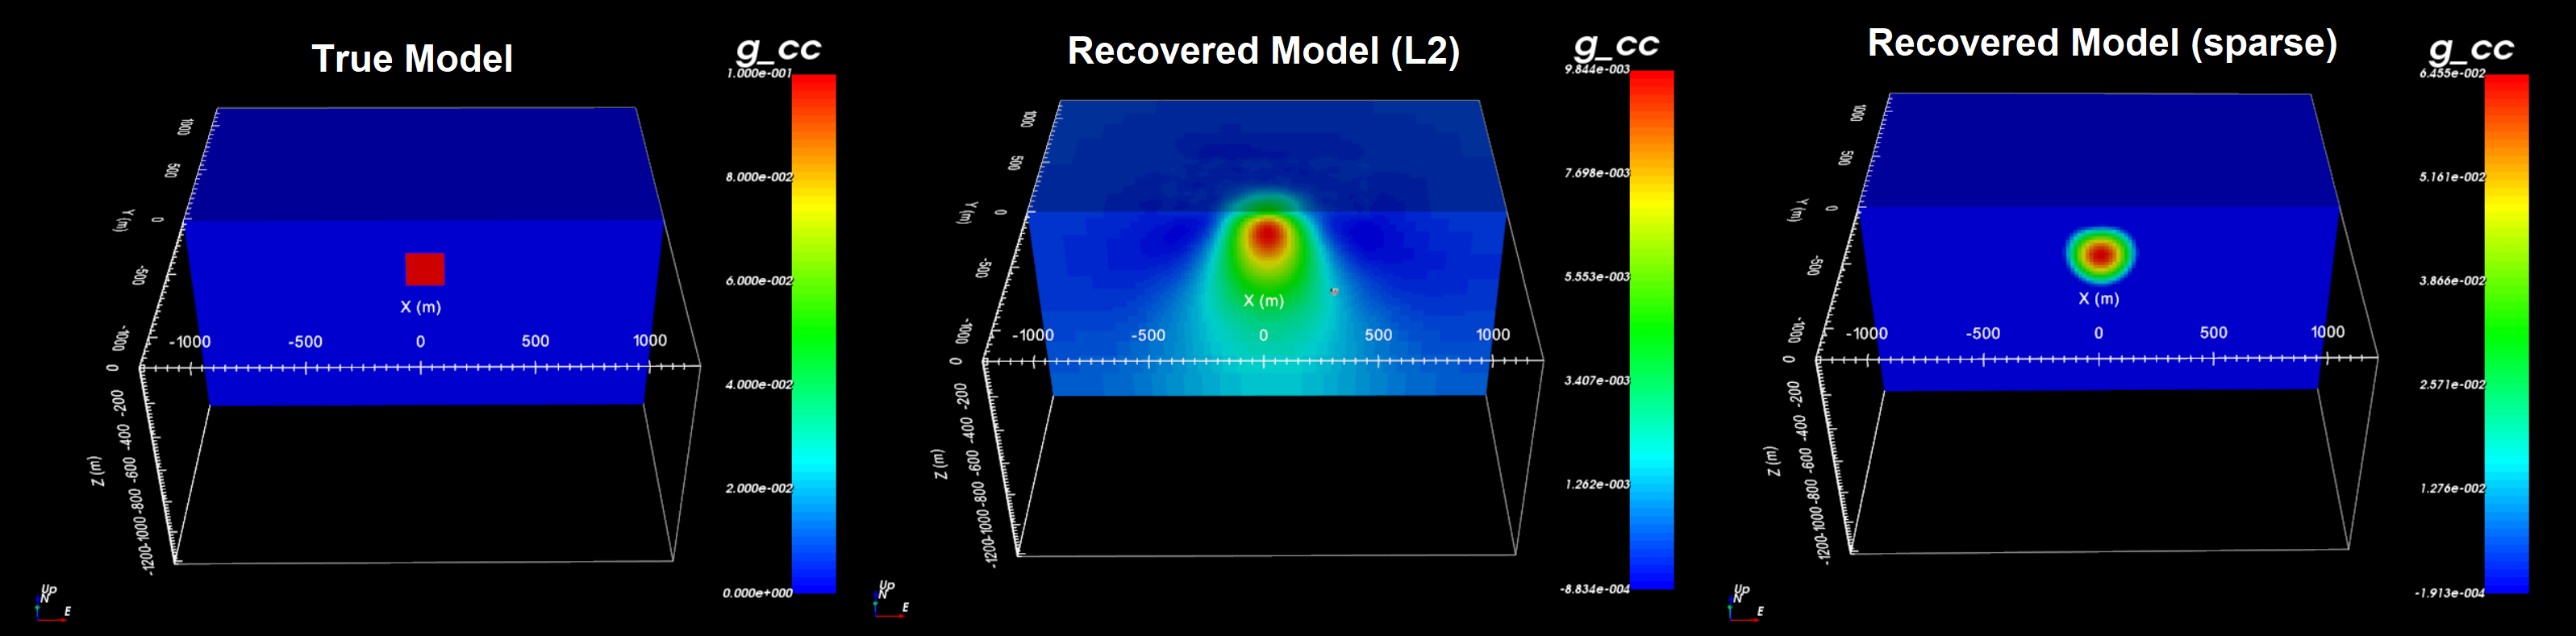 True Model
g_cc
1.000e-001
8.000e-002
6.000e-002
4.000e-002
2.000e-002
0.000e+000
1000
500
0
Y (m)
-500
-1000
X (m)
-1000 -500 0 500 1000
0
-200
-400
-600
-800
-1000
-1200
Z (m)
Up
N
E
Recovered Model (L2)
g_cc
9.844e-003
7.698e-003
5.553e-003
3.407e-003
1.262e-003
-8.834e-004
1000
500
0
Y (m)
-500
-1000
X (m)
-1000 -500 0 500 1000
0
-200
-400
-600
-800
-1000
-1200
Z (m)
Up
N
E
Recovered Model (sparse)
g_cc
6.455e-002
5.161e-002
3.866e-002
2.571e-002
1.276e-002
-1.913e-004
1000
500
0
Y (m)
-500
-1000
X (m)
-1000 -500 0 500 1000
0
-200
-400
-600
-800
-1000
-1200
Z (m)
Up
N
E